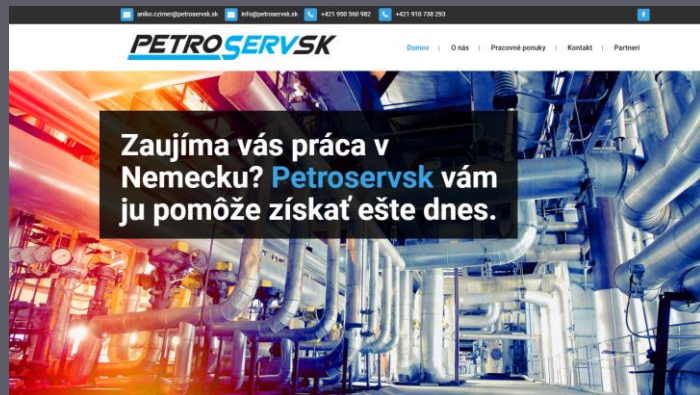 aniko.czimer@petroservsk.sk info@petroservsk.sk +421 950 560 982 +421 910 738 293
PETROSERVSK
Domov | O nás | Pracovné ponuky | Kontakt | Partneri
Zaujíma vás práca v
Nemecku? Petroservsk vám
ju pomôže získať ešte dnes.